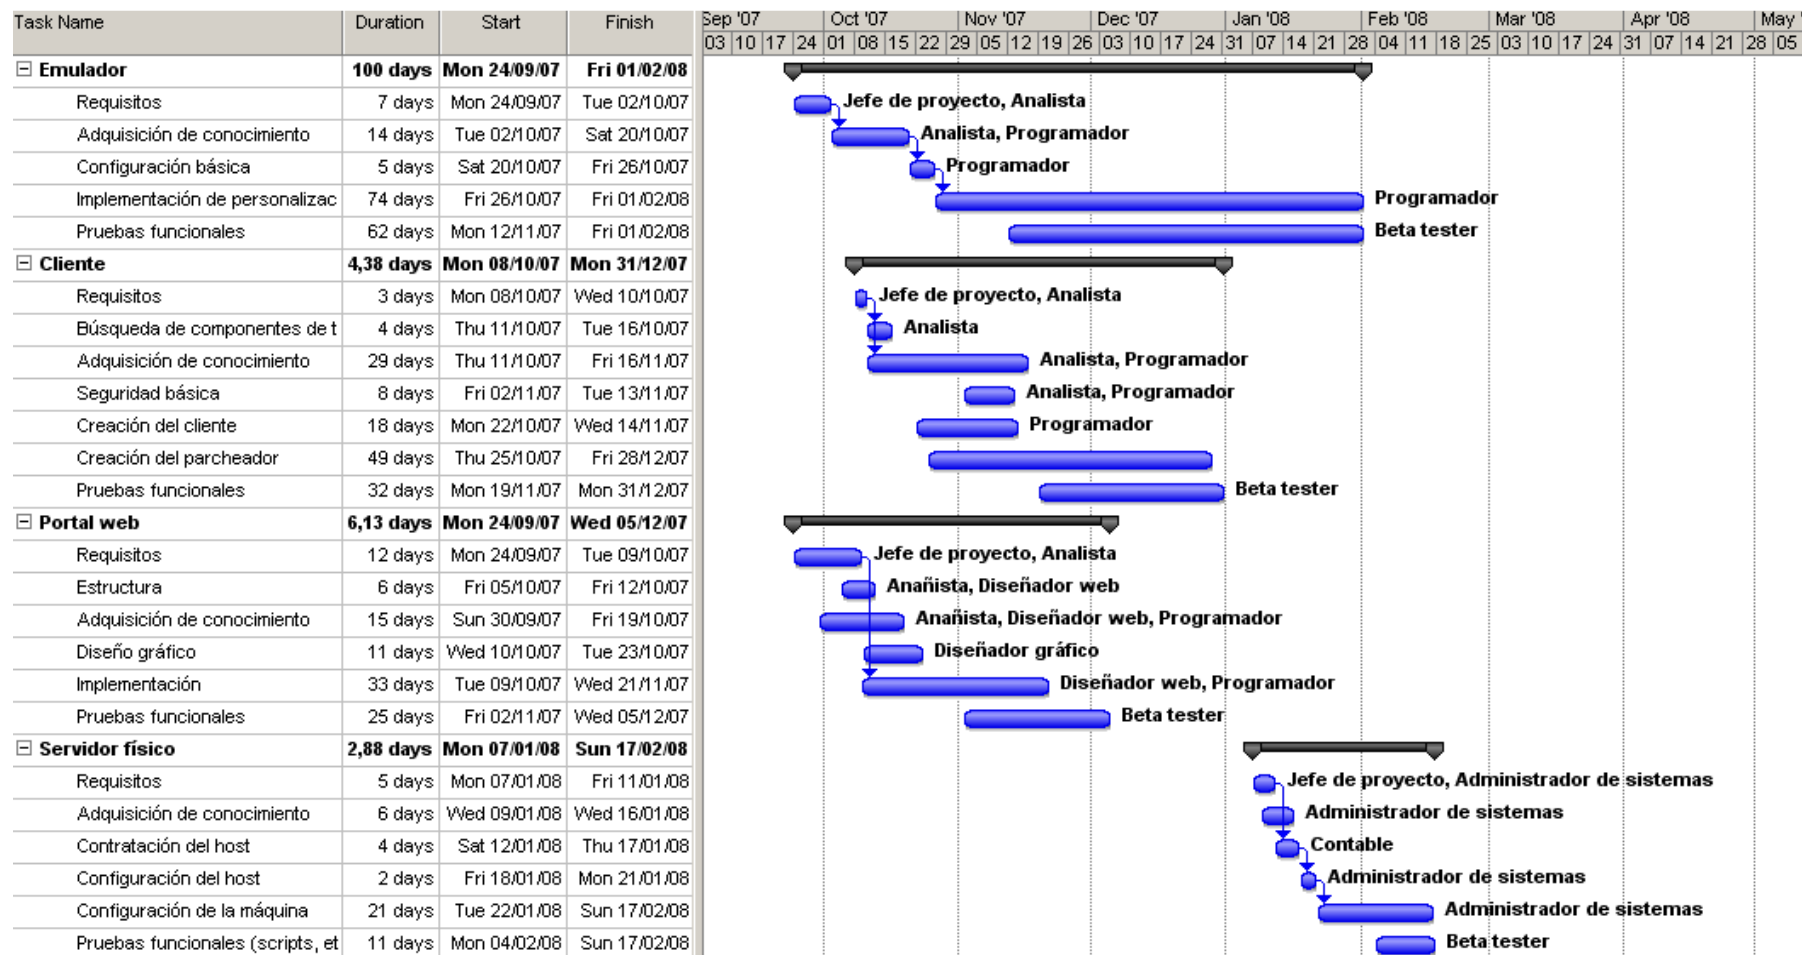 Task Name Duration Start Finish Sep '07 Oct '07 Nov '07 Dec '07 Jan '08 Feb '08 Mar '08 Apr '08 May '
03 10 17 24 01 08 15 22 29 05 12 19 26 03 10 17 24 31 07 14 21 28 04 11 18 25 03 10 17 24 31 07 14 21 28 05
Emulador 100 days Mon 24/09/07 Fri 01/02/08
Requisitos 7 days Mon 24/09/07 Tue 02/10/07 Jefe de proyecto, Analista
Adquisición de conocimiento 14 days Tue 02/10/07 Sat 20/10/07 Analista, Programador
Configuración básica 5 days Sat 20/10/07 Fri 26/10/07 Programador
Implementación de personalizac 74 days Fri 26/10/07 Fri 01/02/08 Programador
Pruebas funcionales 62 days Mon 12/11/07 Fri 01/02/08 Beta tester
Cliente 4,38 days Mon 08/10/07 Mon 31/12/07
Requisitos 3 days Mon 08/10/07 Wed 10/10/07 Jefe de proyecto, Analista
Búsqueda de componentes de t 4 days Thu 11/10/07 Tue 16/10/07 Analista
Adquisición de conocimiento 29 days Thu 11/10/07 Fri 16/11/07 Analista, Programador
Seguridad básica 8 days Fri 02/11/07 Tue 13/11/07 Analista, Programador
Creación del cliente 18 days Mon 22/10/07 Wed 14/11/07 Programador
Creación del parcheador 49 days Thu 25/10/07 Fri 28/12/07
Pruebas funcionales 32 days Mon 19/11/07 Mon 31/12/07 Beta tester
Portal web 6,13 days Mon 24/09/07 Wed 05/12/07
Requisitos 12 days Mon 24/09/07 Tue 09/10/07 Jefe de proyecto, Analista
Estructura 6 days Fri 05/10/07 Fri 12/10/07 Anañista, Diseñador web
Adquisición de conocimiento 15 days Sun 30/09/07 Fri 19/10/07 Anañista, Diseñador web, Programador
Diseño gráfico 11 days Wed 10/10/07 Tue 23/10/07 Diseñador gráfico
Implementación 33 days Tue 09/10/07 Wed 21/11/07 Diseñador web, Programador
Pruebas funcionales 25 days Fri 02/11/07 Wed 05/12/07 Beta tester
Servidor físico 2,88 days Mon 07/01/08 Sun 17/02/08
Requisitos 5 days Mon 07/01/08 Fri 11/01/08 Jefe de proyecto, Administrador de sistemas
Adquisición de conocimiento 6 days Wed 09/01/08 Wed 16/01/08 Administrador de sistemas
Contratación del host 4 days Sat 12/01/08 Thu 17/01/08 Contable
Configuración del host 2 days Fri 18/01/08 Mon 21/01/08 Administrador de sistemas
Configuración de la máquina 21 days Tue 22/01/08 Sun 17/02/08 Administrador de sistemas
Pruebas funcionales (scripts, et 11 days Mon 04/02/08 Sun 17/02/08 Beta tester